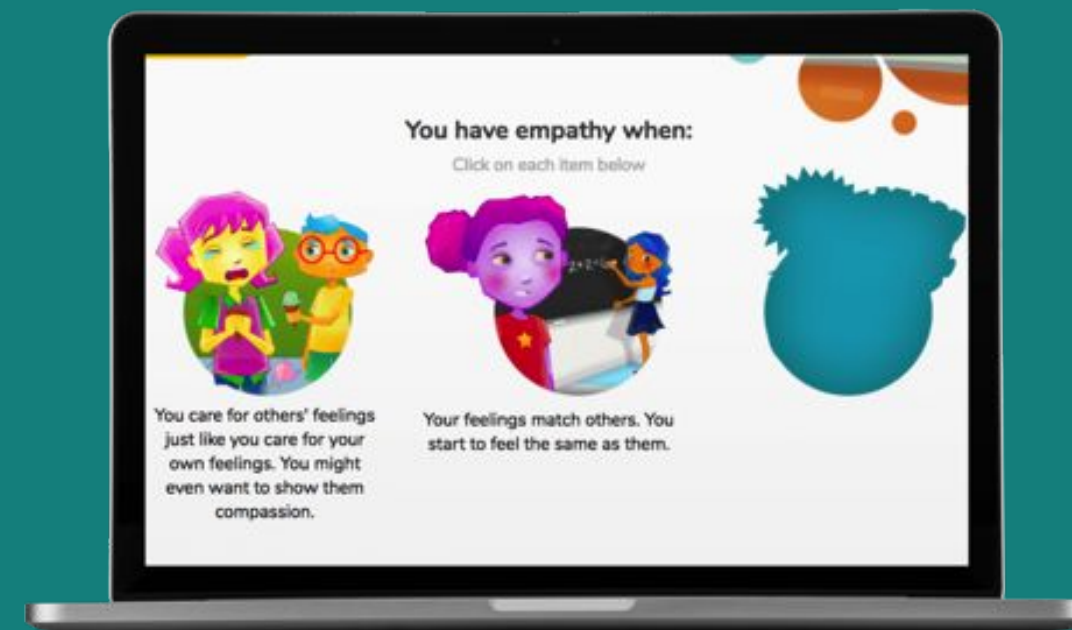 You have empathy when:
Click on each item below
You care for others' feelings
just like you care for your
own feelings. You might
even want to show them
compassion.
Your feelings match others. You
start to feel the same as them.